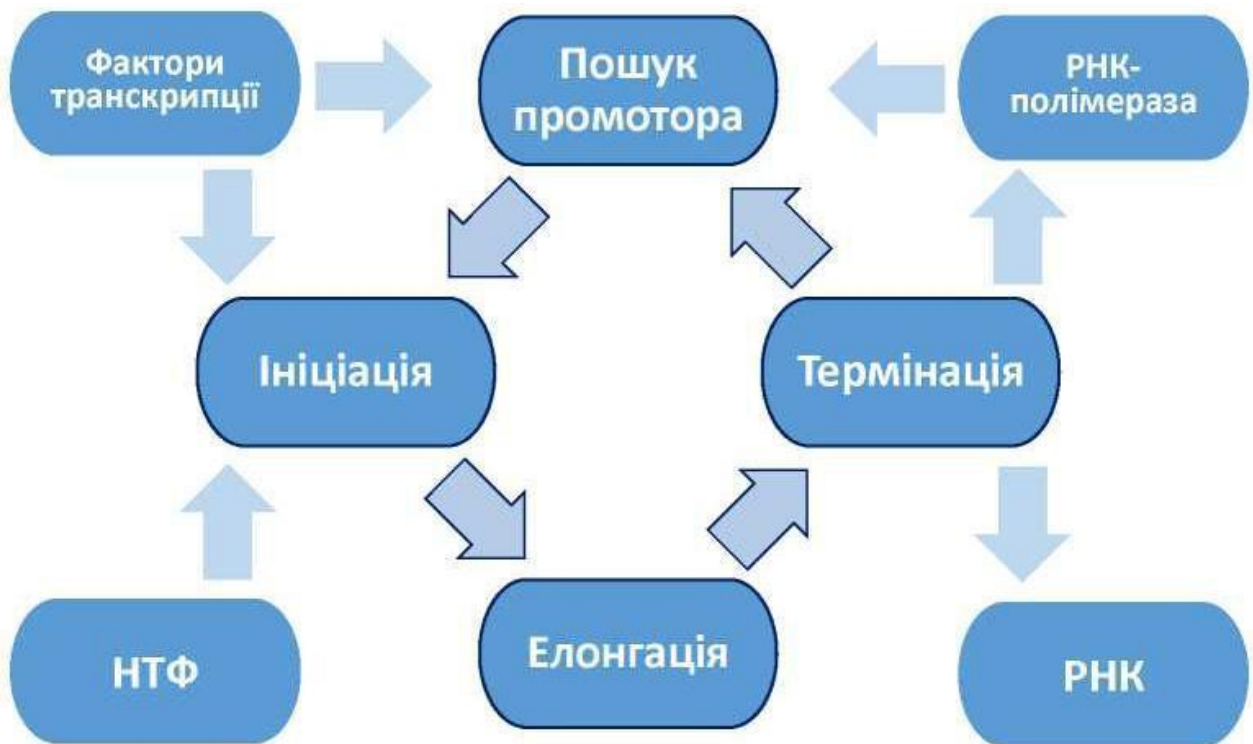 Фактори
транскрипції
Пошук
промотора
РНК-
полімераза
Ініціація
Термінація
НТФ
Елонгація
РНК